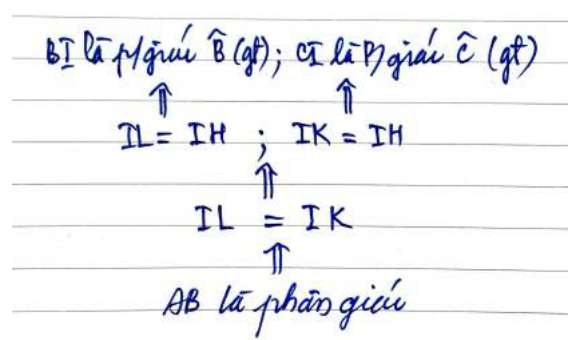 BI là p/giác B̂ (gt); CI là p/giác Ĉ (gt)
⇑ ⇑
IL = IH ; IK = IH
⇑
IL = IK
⇑
AB là phân giác